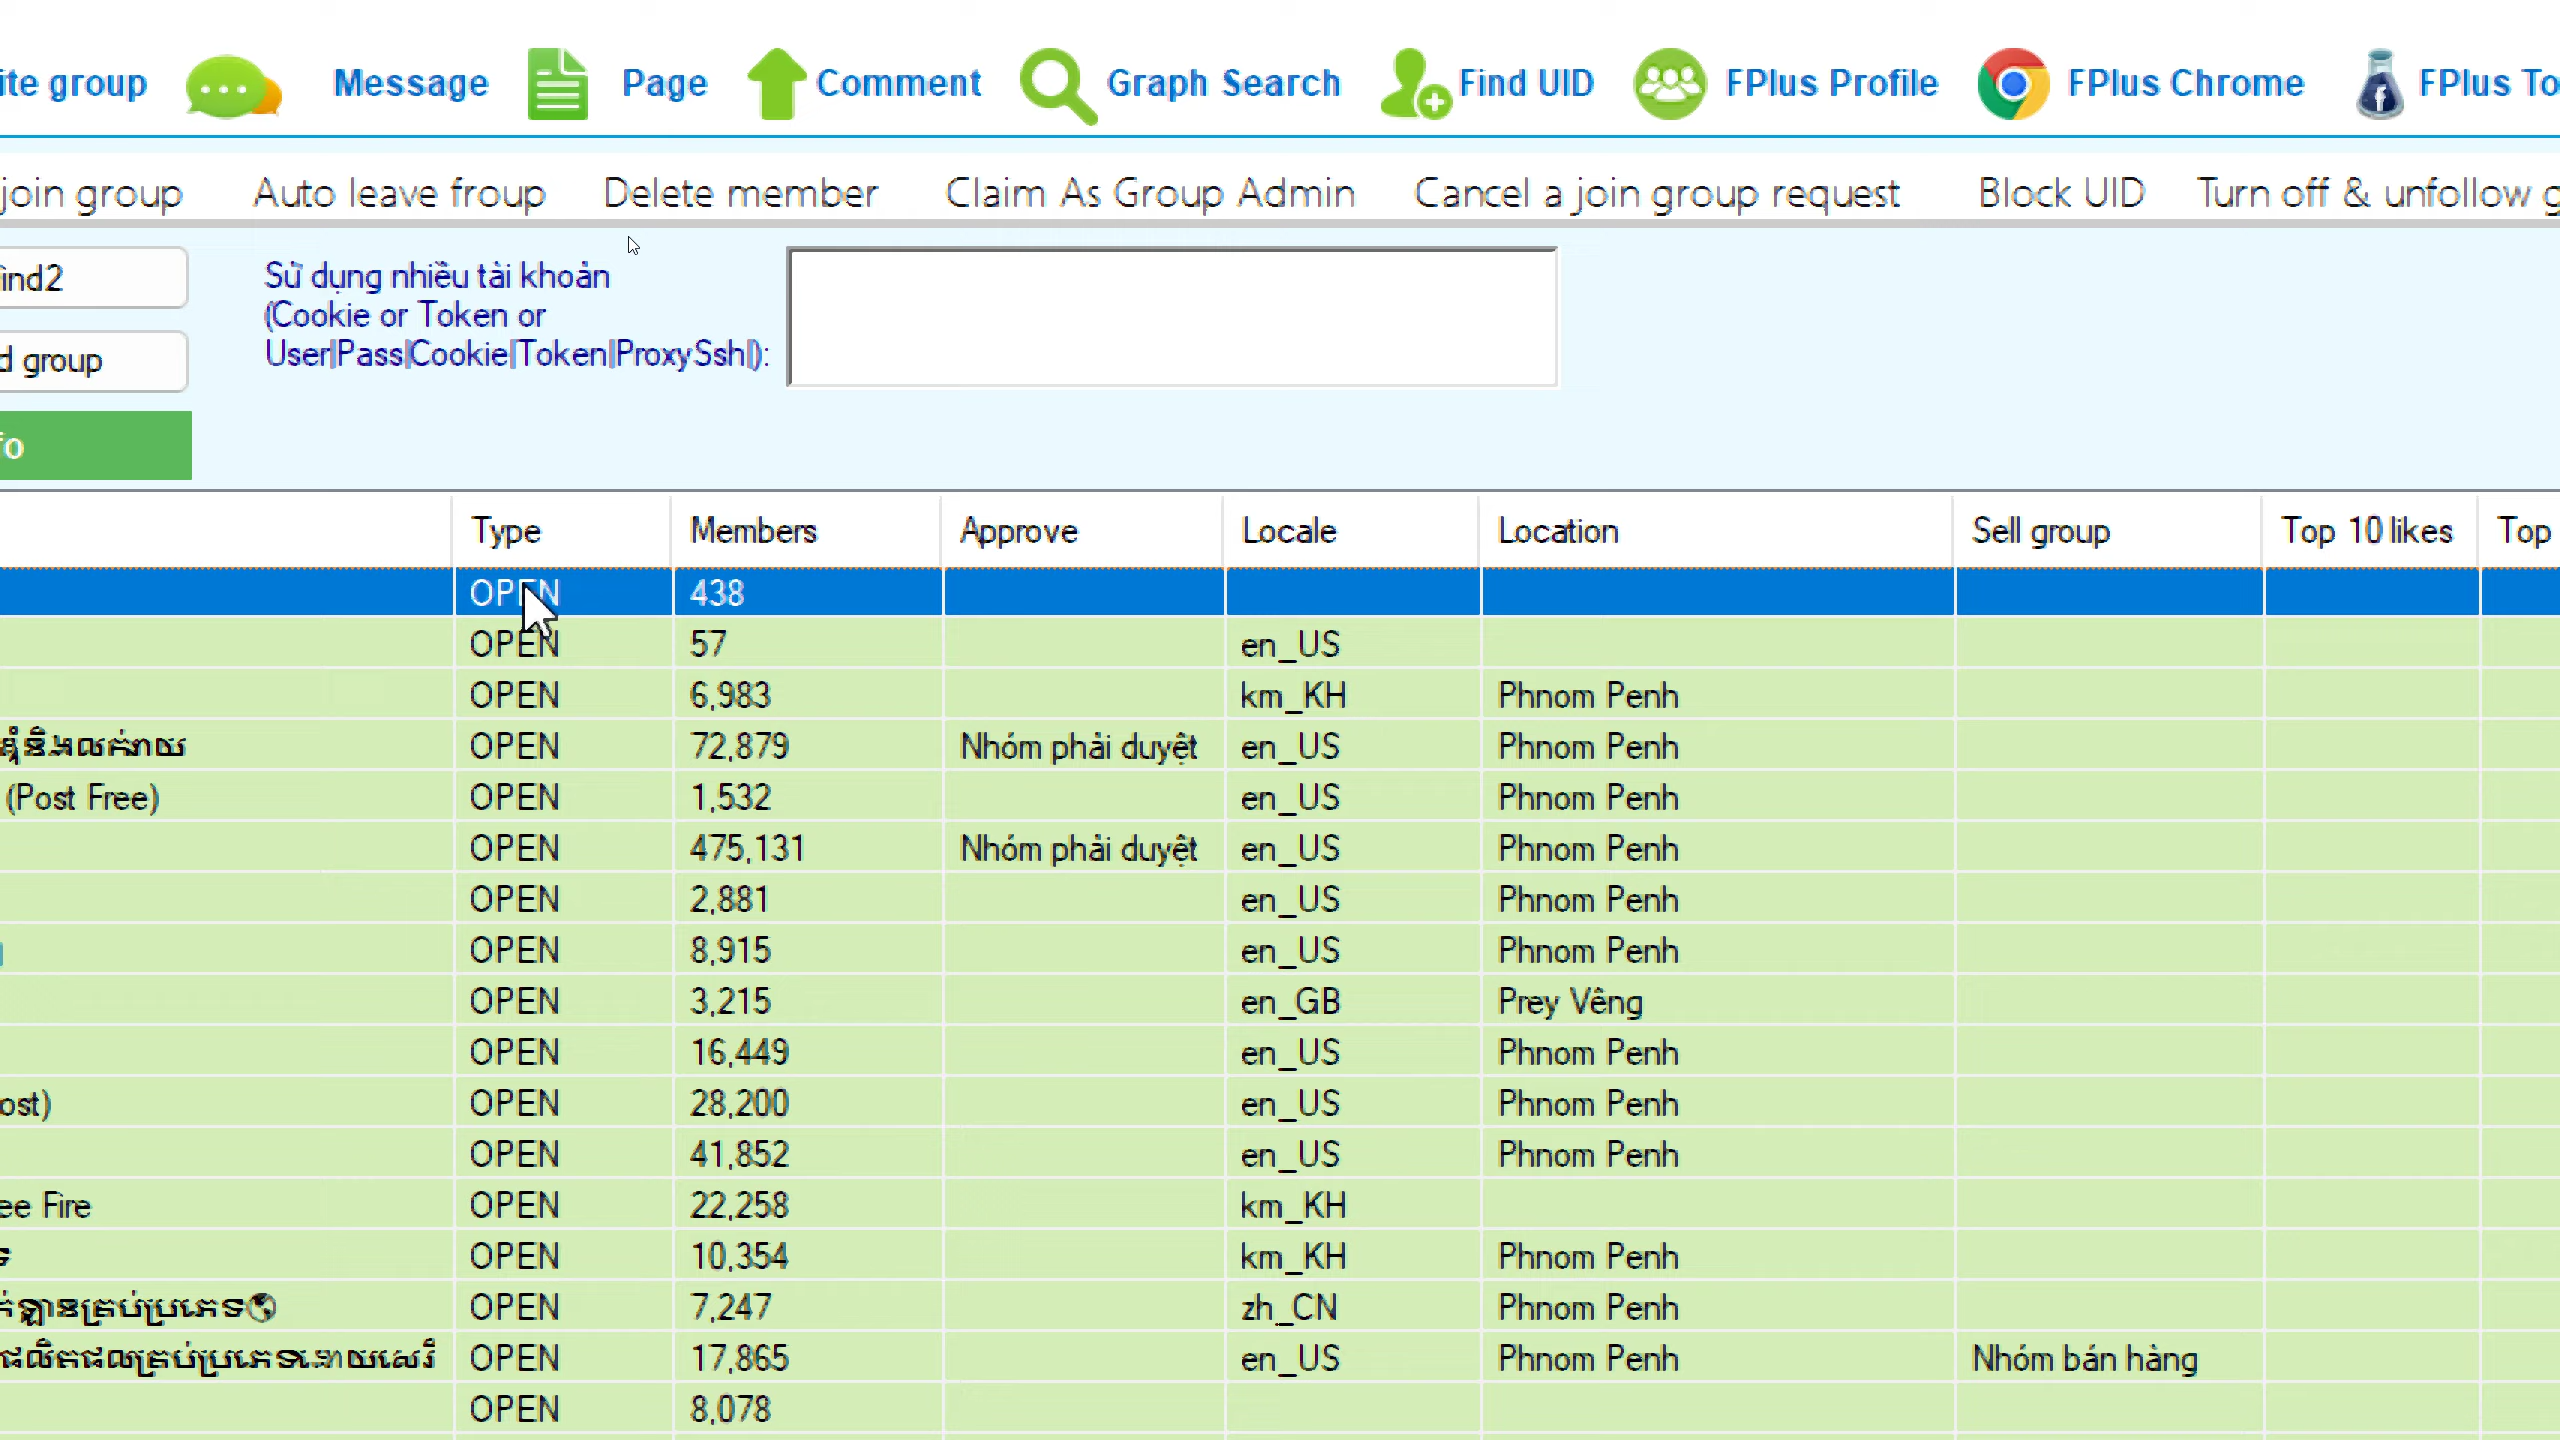 ite group Message Page Comment Graph Search Find UID FPlus Profile FPlus Chrome FPlus To
join group Auto leave froup Delete member Claim As Group Admin Cancel a join group request Block UID Turn off & unfollow g
ind2
Sử dụng nhiều tài khoản
(Cookie or Token or
User|Pass|Cookie|Token|ProxySsh|):
d group
fo
Type Members Approve Locale Location Sell group Top 10 likes Top
OPEN 438
OPEN 57 en_US
OPEN 6,983 km_KH Phnom Penh
OPEN 72,879 Nhóm phải duyệt en_US Phnom Penh
(Post Free) OPEN 1,532 en_US Phnom Penh
OPEN 475,131 Nhóm phải duyệt en_US Phnom Penh
OPEN 2,881 en_US Phnom Penh
OPEN 8,915 en_US Phnom Penh
OPEN 3,215 en_GB Prey Vêng
OPEN 16,449 en_US Phnom Penh
ost) OPEN 28,200 en_US Phnom Penh
OPEN 41,852 en_US Phnom Penh
ee Fire OPEN 22,258 km_KH
OPEN 10,354 km_KH Phnom Penh
OPEN 7,247 zh_CN Phnom Penh
OPEN 17,865 en_US Phnom Penh Nhóm bán hàng
OPEN 8,078